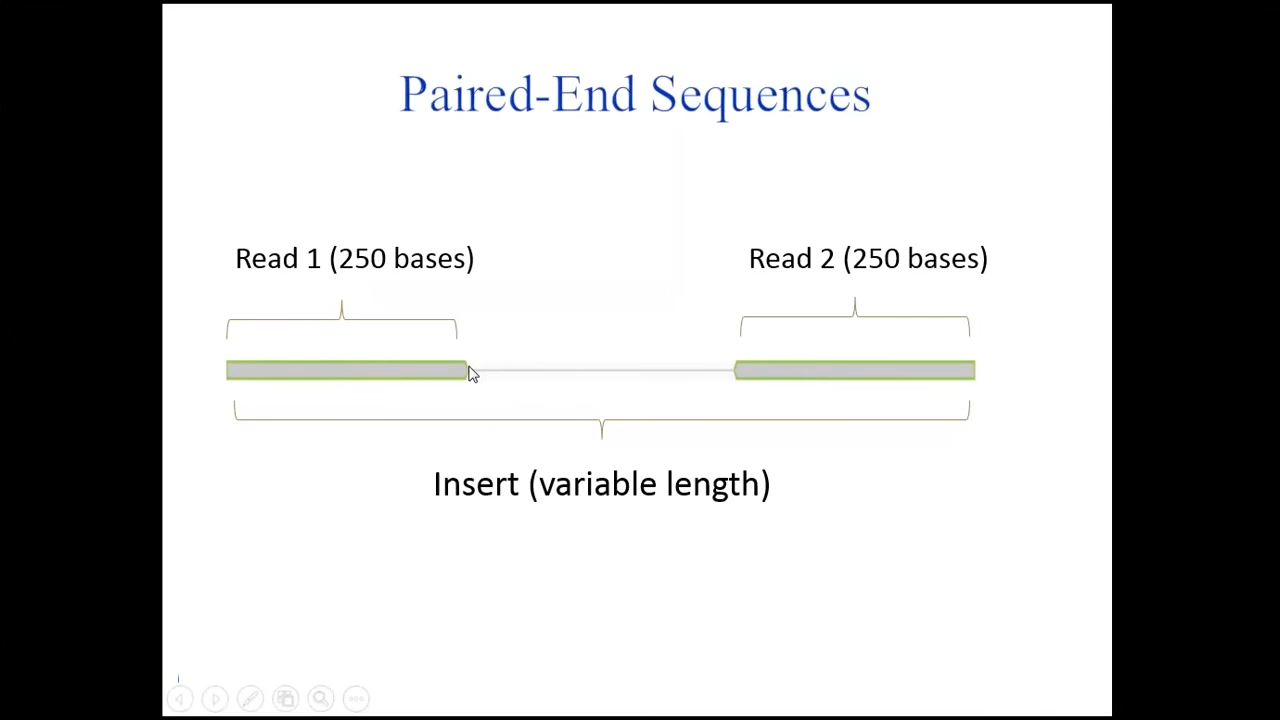 Paired-End Sequences
Read 1 (250 bases)
Read 2 (250 bases)
Insert (variable length)